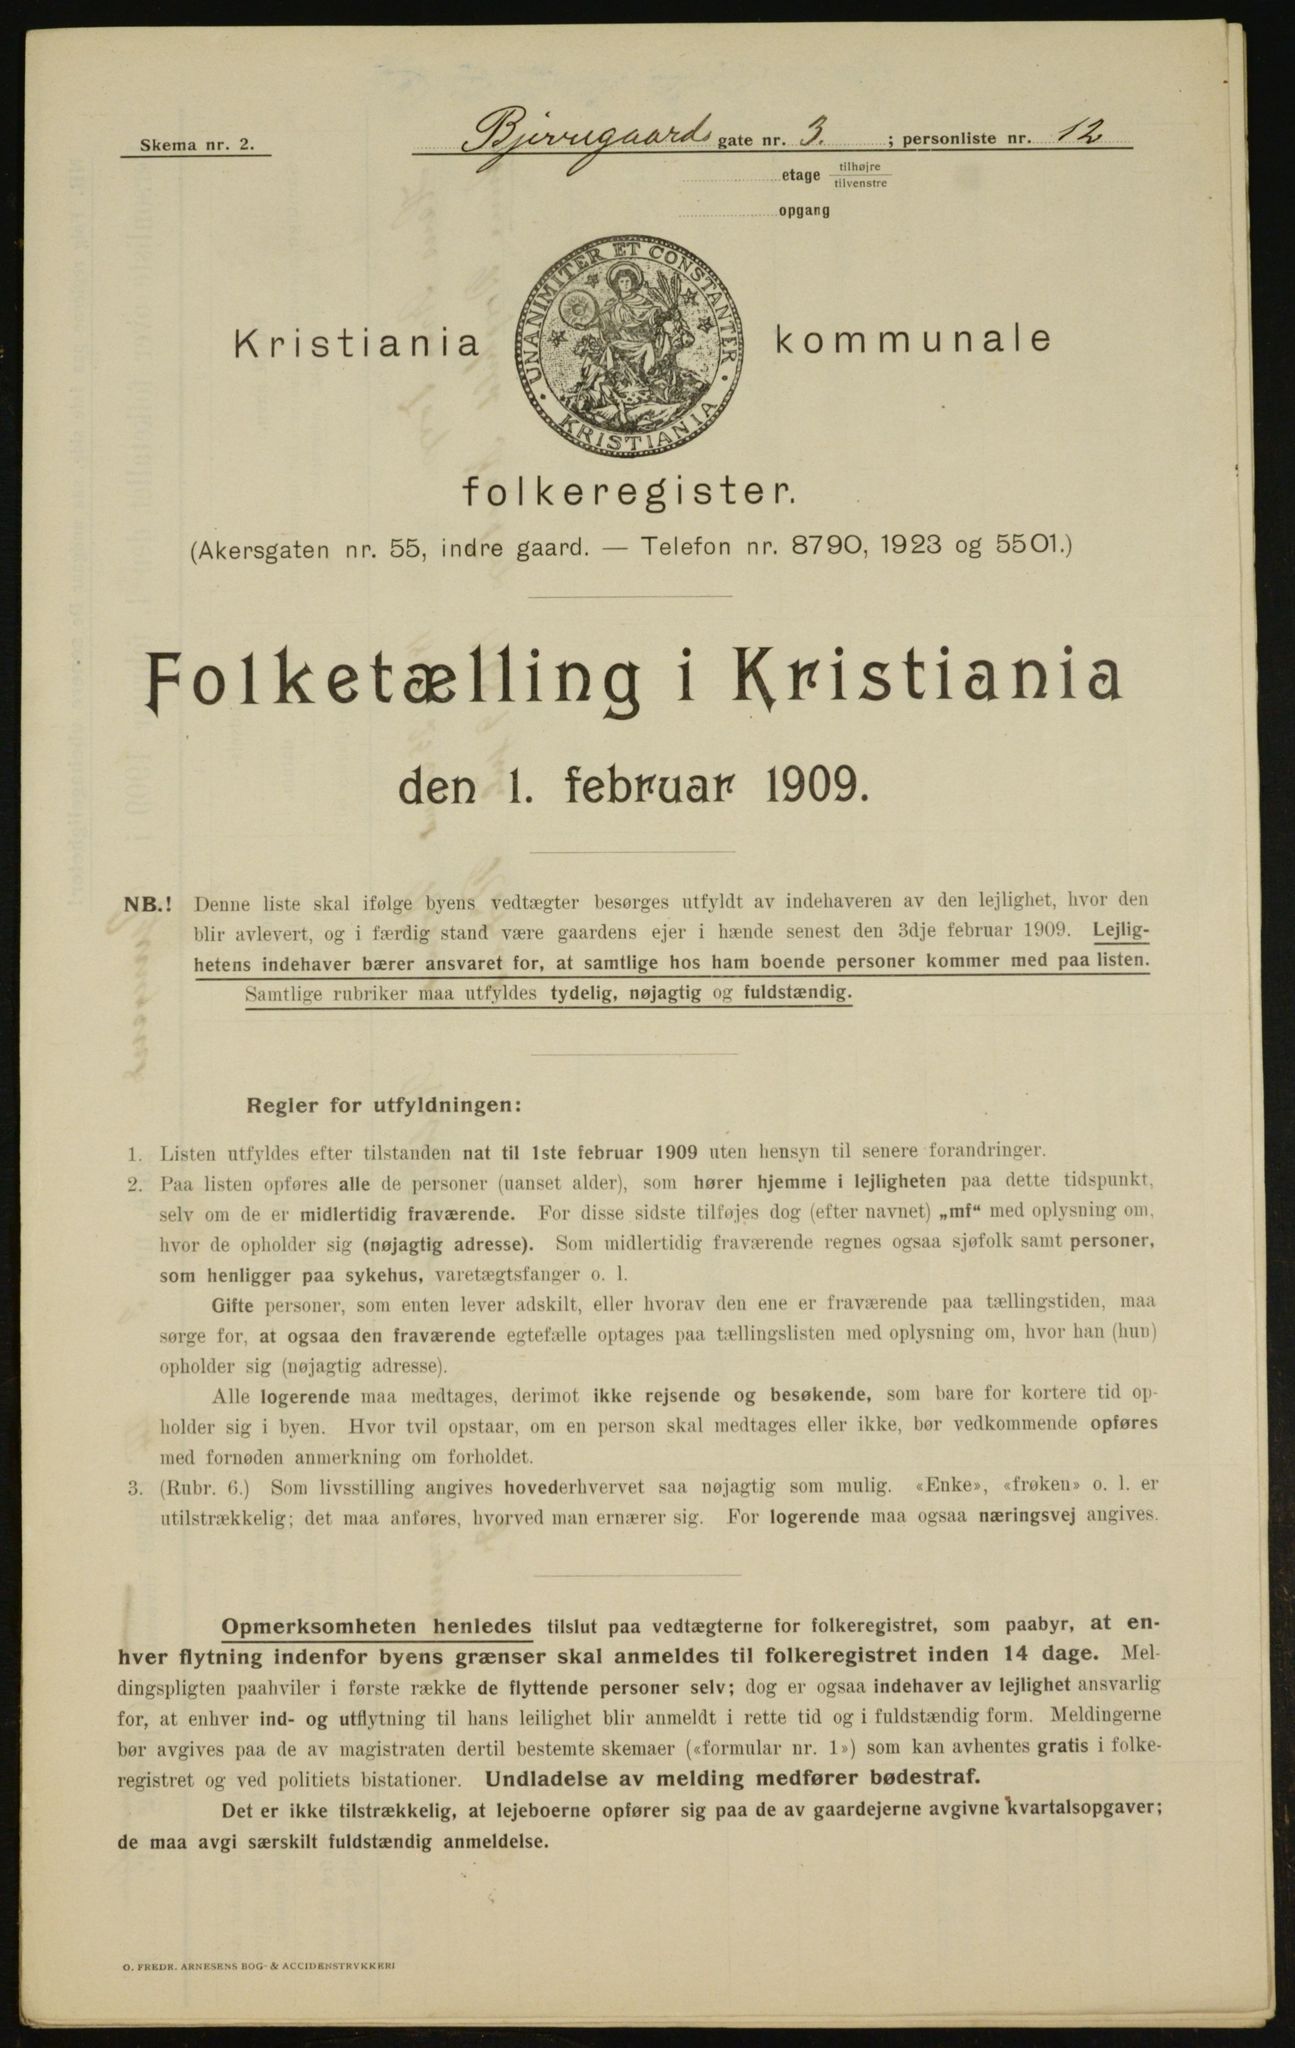 Skema nr. 2.
Bjerregaards gate nr. 3. ; personliste nr. 12
etage tilhøjre
tilvenstre
opgang
Kristiania kommunale
UNANIMITER ET CONSTANTER · KRISTIANIA ·
folkeregister.
(Akersgaten nr. 55, indre gaard. — Telefon nr. 8790, 1923 og 5501.)
Folketælling i Kristiania
den 1. februar 1909.
NB.! Denne liste skal ifølge byens vedtægter besørges utfyldt av indehaveren av den lejlighet, hvor den
blir avlevert, og i færdig stand være gaardens ejer i hænde senest den 3dje februar 1909. Lejlig-
hetens indehaver bærer ansvaret for, at samtlige hos ham boende personer kommer med paa listen.
Samtlige rubriker maa utfyldes tydelig, nøjagtig og fuldstændig.
Regler for utfyldningen:
1. Listen utfyldes efter tilstanden nat til 1ste februar 1909 uten hensyn til senere forandringer.
2. Paa listen opføres alle de personer (uanset alder), som hører hjemme i lejligheten paa dette tidspunkt,
selv om de er midlertidig fraværende. For disse sidste tilføjes dog (efter navnet) „mf“ med oplysning om,
hvor de opholder sig (nøjagtig adresse). Som midlertidig fraværende regnes ogsaa sjøfolk samt personer,
som henligger paa sykehus, varetægtsfanger o. l.
Gifte personer, som enten lever adskilt, eller hvorav den ene er fraværende paa tællingstiden, maa
sørge for, at ogsaa den fraværende egtefælle optages paa tællingslisten med oplysning om, hvor han (hun)
opholder sig (nøjagtig adresse).
Alle logerende maa medtages, derimot ikke rejsende og besøkende, som bare for kortere tid op-
holder sig i byen. Hvor tvil opstaar, om en person skal medtages eller ikke, bør vedkommende opføres
med fornøden anmerkning om forholdet.
3. (Rubr. 6.) Som livsstilling angives hovederhvervet saa nøjagtig som mulig. «Enke», «frøken» o. l. er
utilstrækkelig; det maa anføres, hvorved man ernærer sig. For logerende maa ogsaa næringsvej angives.
Opmerksomheten henledes tilslut paa vedtægterne for folkeregistret, som paabyr, at en-
hver flytning indenfor byens grænser skal anmeldes til folkeregistret inden 14 dage. Mel-
dingspligten paahviler i første række de flyttende personer selv; dog er ogsaa indehaver av lejlighet ansvarlig
for, at enhver ind- og utflytning til hans leilighet blir anmeldt i rette tid og i fuldstændig form. Meldingerne
bør avgives paa de av magistraten dertil bestemte skemaer («formular nr. 1») som kan avhentes gratis i folke-
registret og ved politiets bistationer. Undladelse av melding medfører bødestraf.
Det er ikke tilstrækkelig, at lejeboerne opfører sig paa de av gaardejerne avgivne kvartalsopgaver;
de maa avgi særskilt fuldstændig anmeldelse.
O. FREDR. ARNESENS BOG- & ACCIDENSTRYKKERI